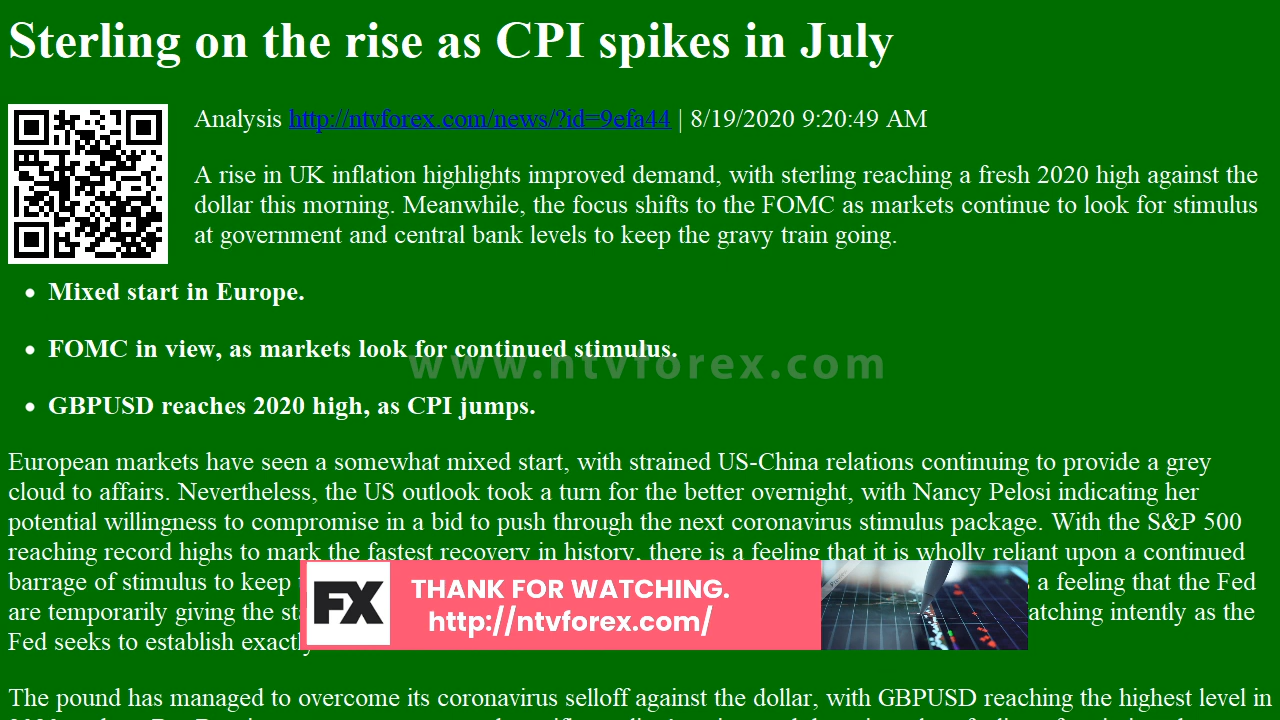 Sterling on the rise as CPI spikes in July
Analysis http://ntvforex.com/news/?id=9efa44 | 8/19/2020 9:20:49 AM
A rise in UK inflation highlights improved demand, with sterling reaching a fresh 2020 high against the
dollar this morning. Meanwhile, the focus shifts to the FOMC as markets continue to look for stimulus
at government and central bank levels to keep the gravy train going.
• Mixed start in Europe.
• FOMC in view, as markets look for continued stimulus.
www.ntvforex.com
• GBPUSD reaches 2020 high, as CPI jumps.
European markets have seen a somewhat mixed start, with strained US-China relations continuing to provide a grey
cloud to affairs. Nevertheless, the US outlook took a turn for the better overnight, with Nancy Pelosi indicating her
potential willingness to compromise in a bid to push through the next coronavirus stimulus package. With the S&P 500
reaching record highs to mark the fastest recovery in history, there is a feeling that it is wholly reliant upon a continued
barrage of stimulus to keep a feeling that the Fed
are temporarily giving the atching intently as the
Fed seeks to establish exactly
FX
THANK FOR WATCHING.
http://ntvforex.com/
The pound has managed to overcome its coronavirus selloff against the dollar, with GBPUSD reaching the highest level in